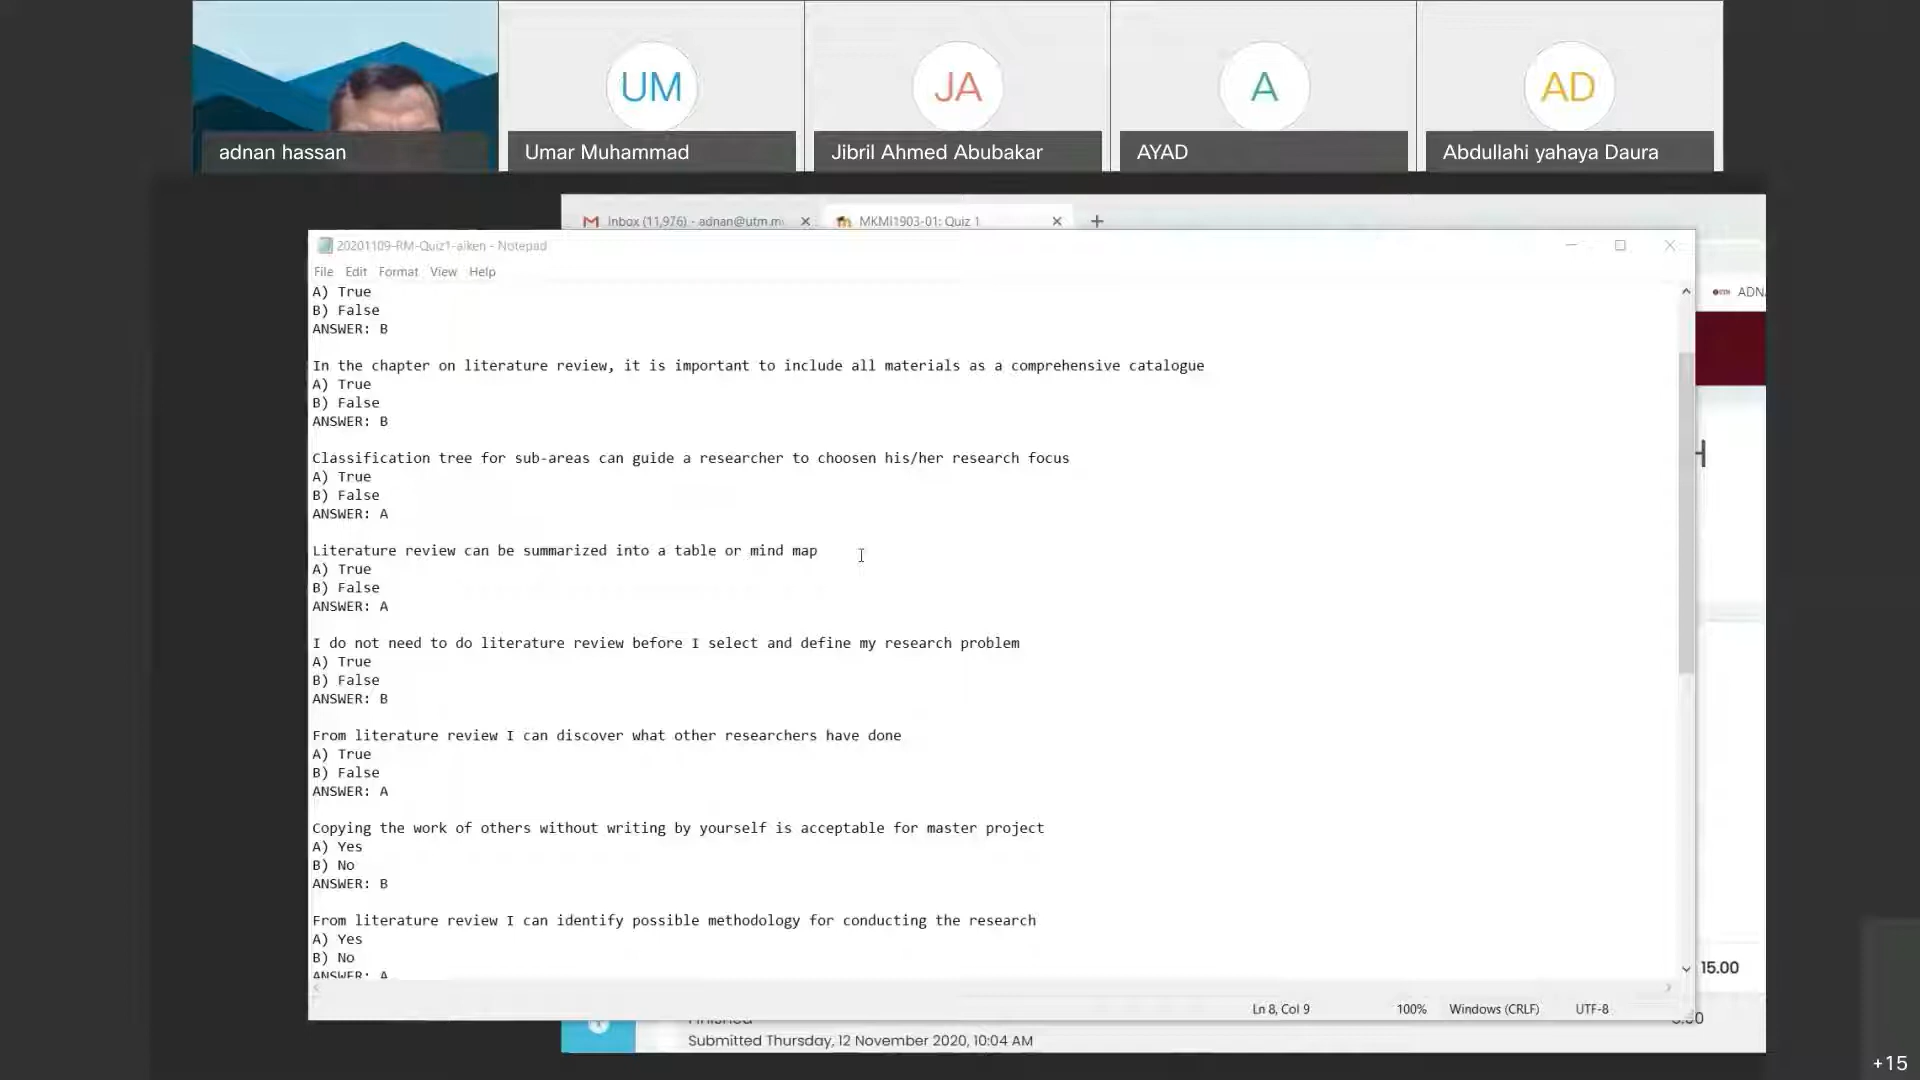 UM
JA
A
AD
adnan hassan
Umar Muhammad
Jibril Ahmed Abubakar
AYAD
Abdullahi yahaya Daura
Inbox (11,976) - adnan@utm.m
MKMI1903-01: Quiz 1
20201109-RM-Quiz1-aiken - Notepad
File Edit Format View Help
A) True
ADN
B) False
ANSWER: B
In the chapter on literature review, it is important to include all materials as a comprehensive catalogue
A) True
B) False
ANSWER: B
Classification tree for sub-areas can guide a researcher to choosen his/her research focus
A) True
B) False
ANSWER: A
Literature review can be summarized into a table or mind map
A) True
B) False
ANSWER: A
I do not need to do literature review before I select and define my research problem
A) True
B) False
ANSWER: B
From literature review I can discover what other researchers have done
A) True
B) False
ANSWER: A
Copying the work of others without writing by yourself is acceptable for master project
A) Yes
B) No
ANSWER: B
From literature review I can identify possible methodology for conducting the research
A) Yes
B) No
15.00
ANSWER: A
Ln 8, Col 9
100%
Windows (CRLF)
UTF-8
Finished
Submitted Thursday, 12 November 2020, 10:04 AM
+15